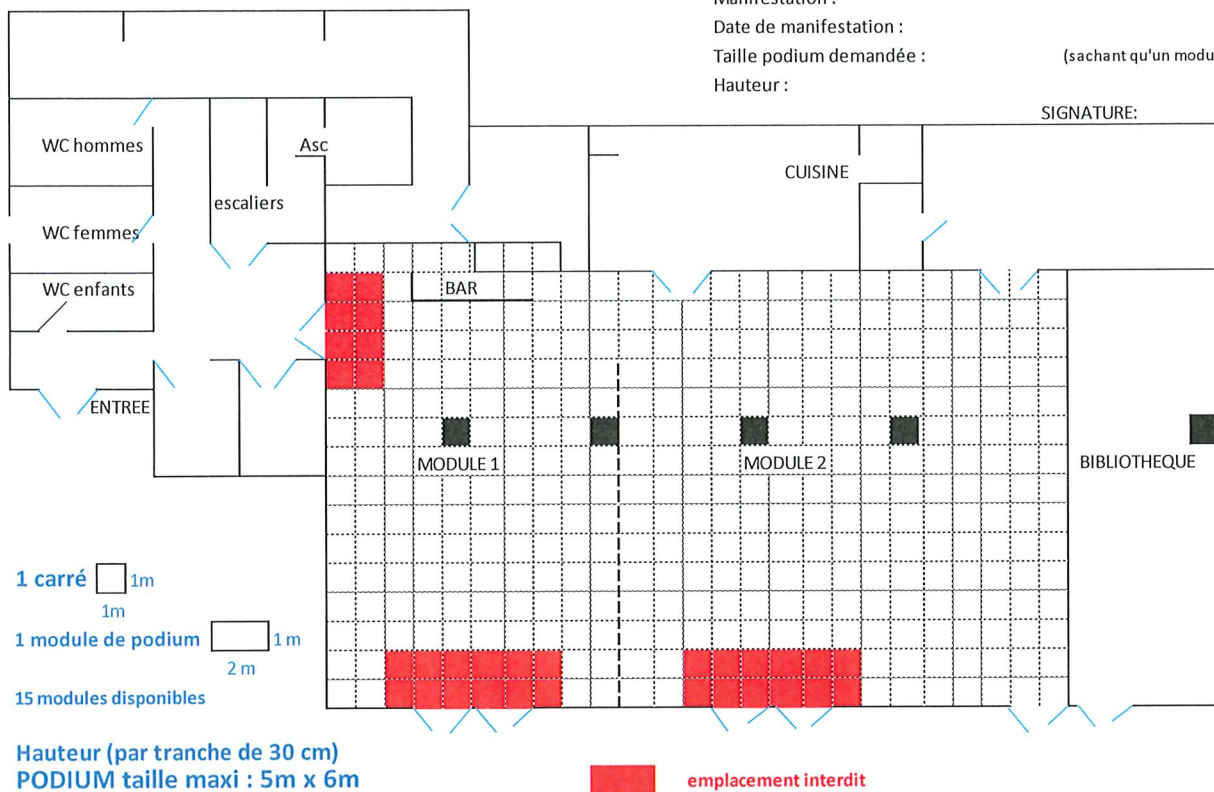 Manifestation :
Date de manifestation :
Taille podium demandée : (sachant qu'un modu
Hauteur :
SIGNATURE:
WC hommes
Asc
CUISINE
escaliers
WC femmes
WC enfants
BAR
ENTREE
MODULE 1
MODULE 2
BIBLIOTHEQUE
1 carré 1m
1m
1 module de podium 1 m
2 m
15 modules disponibles
Hauteur (par tranche de 30 cm)
PODIUM taille maxi : 5m x 6m
emplacement interdit